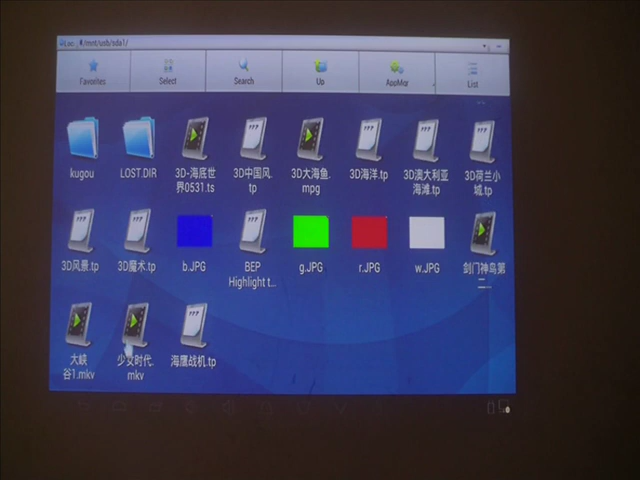 /mnt/usb/sda1/
Favorites Select Search Up AppMgr List
kugou LOST.DIR 3D-海底世 3D中国风. 3D大海鱼. 3D海洋.tp 3D澳大利亚 3D荷兰小
界0531.ts tp mpg 海滩.tp 城.tp
3D风景.tp 3D魔术.tp b.JPG BEP g.JPG r.JPG w.JPG 剑门神鸟第
Highlight t... 二...
大峡 少女时代. 海鹰战机.tp
谷1.mkv mkv